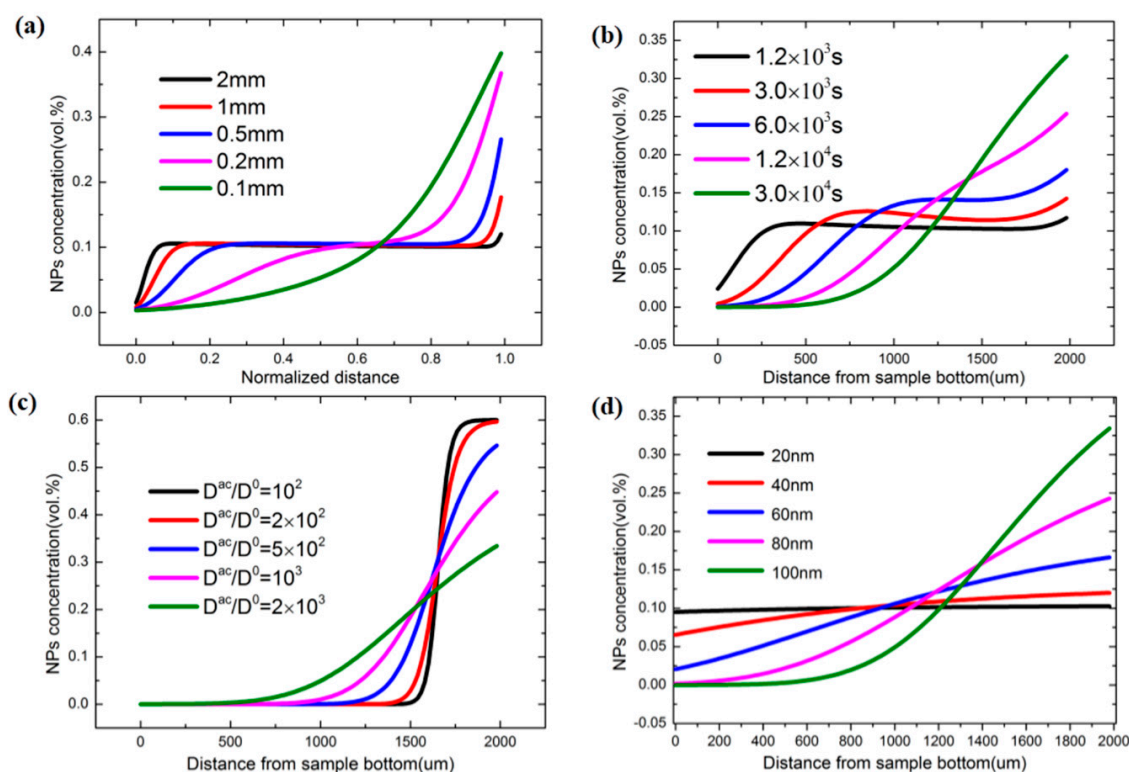 (a)
NPs concentration(vol.%)
0.4
0.3
0.2
0.1
0.0
2mm
1mm
0.5mm
0.2mm
0.1mm
0.0 0.2 0.4 0.6 0.8 1.0
Normalized distance
(b)
NPs concentration(vol.%)
0.35
0.30
0.25
0.20
0.15
0.10
0.05
0.00
-0.05
1.2×10³s
3.0×10³s
6.0×10³s
1.2×10⁴s
3.0×10⁴s
0 500 1000 1500 2000
Distance from sample bottom(um)
(c)
NPs concentration(vol.%)
0.6
0.5
0.4
0.3
0.2
0.1
0.0
Dᵃᶜ/D⁰=10²
Dᵃᶜ/D⁰=2×10²
Dᵃᶜ/D⁰=5×10²
Dᵃᶜ/D⁰=10³
Dᵃᶜ/D⁰=2×10³
0 500 1000 1500 2000
Distance from sample bottom(um)
(d)
NPs concentration(vol.%)
0.35
0.30
0.25
0.20
0.15
0.10
0.05
0.00
-0.05
20nm
40nm
60nm
80nm
100nm
0 200 400 600 800 1000 1200 1400 1600 1800 2000
Distance from sample bottom(um)